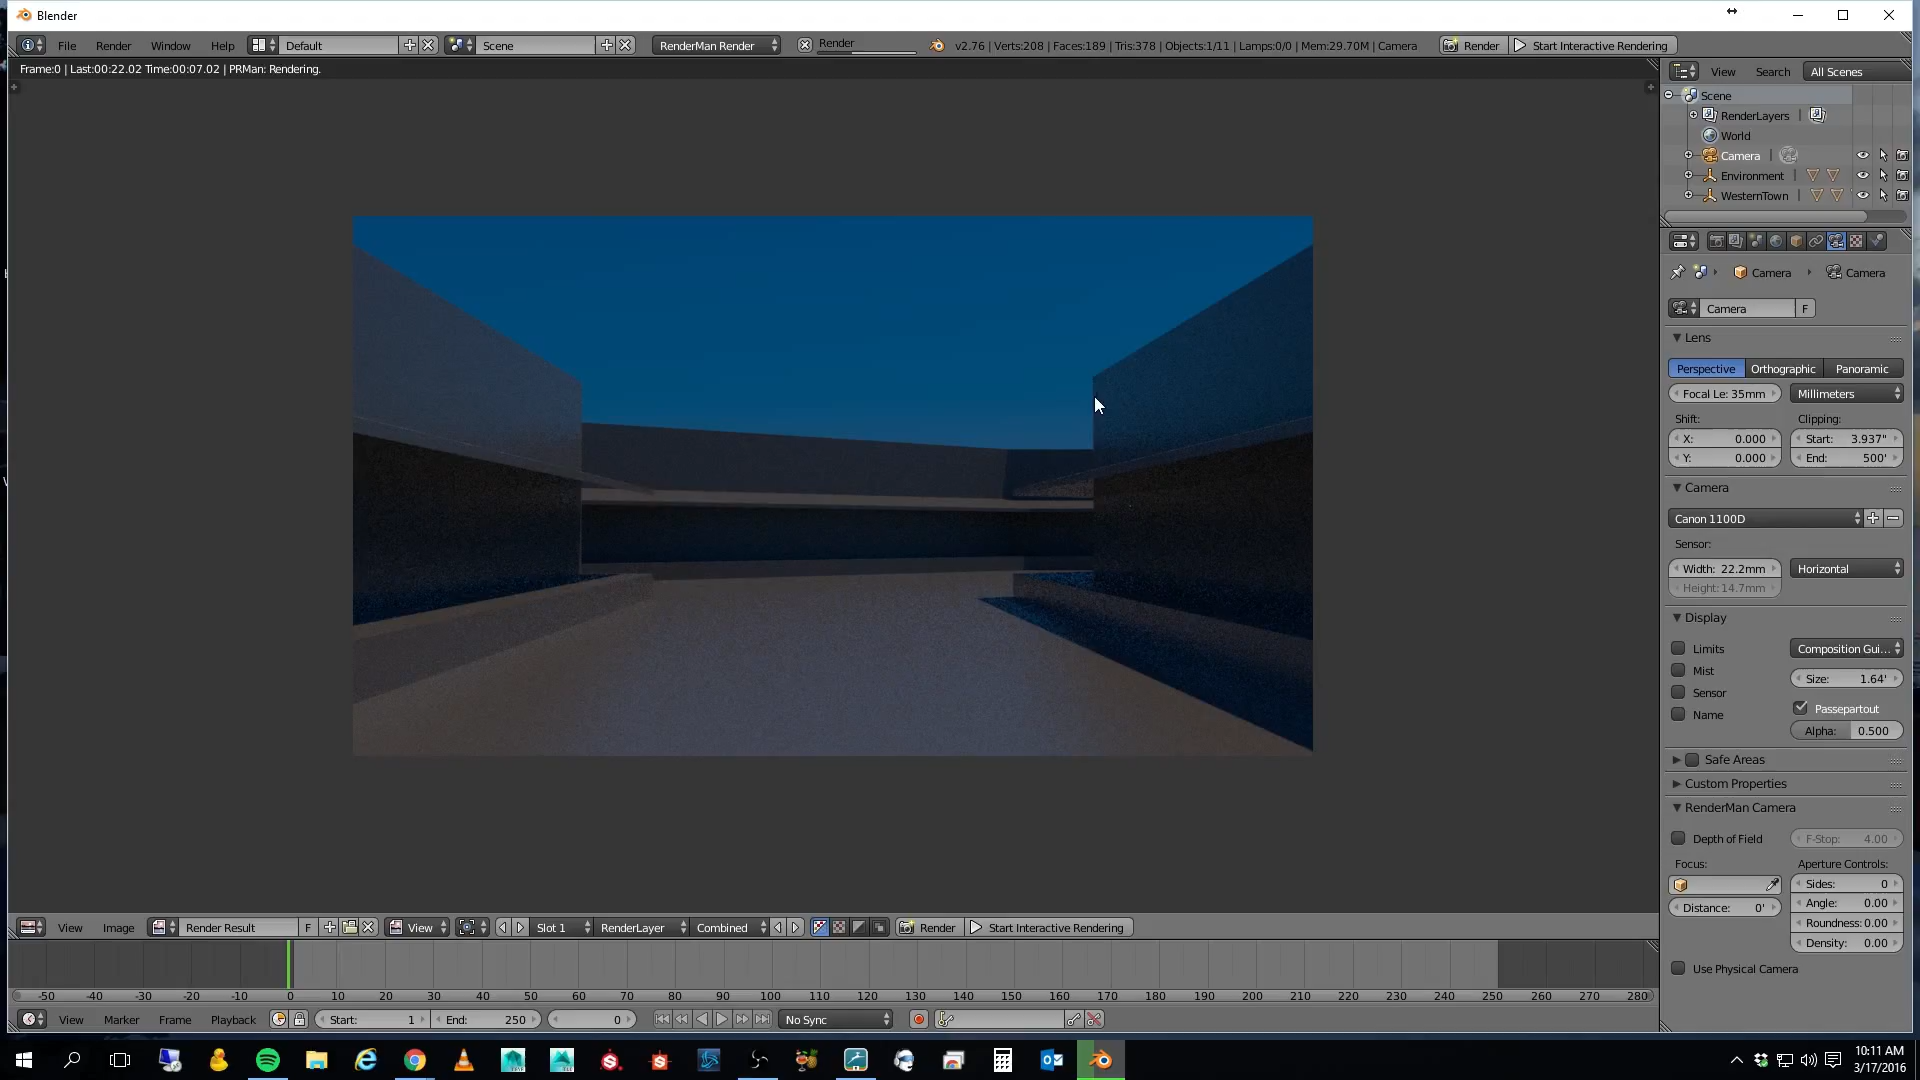 Blender
File Render Window Help Default Scene RenderMan Render Render v2.76 | Verts:208 | Faces:189 | Tris:378 | Objects:1/11 | Lamps:0/0 | Mem:29.70M | Camera Render Start Interactive Rendering
Frame:0 | Last:00:22.02 Time:00:07.02 | PRMan: Rendering.
View Search All Scenes
Scene
RenderLayers
World
Camera
Environment
WesternTown
Camera Camera
Camera F
Lens
Perspective Orthographic Panoramic
Focal Le: 35mm Millimeters
Shift: Clipping:
X: 0.000 Start: 3.937"
Y: 0.000 End: 500'
Camera
Canon 1100D
Sensor:
Width: 22.2mm Horizontal
Height:14.7mm
Display
Limits Composition Gui...
Mist Size: 1.64'
Sensor
Name Passepartout
Alpha: 0.500
Safe Areas
Custom Properties
RenderMan Camera
Depth of Field F-Stop: 4.00
Focus: Aperture Controls:
Sides: 0
Distance: 0' Angle: 0.00
Roundness:0.00
Density: 0.00
Use Physical Camera
View Image Render Result F View Slot 1 RenderLayer Combined Render Start Interactive Rendering
-50 -40 -30 -20 -10 0 10 20 30 40 50 60 70 80 90 100 110 120 130 140 150 160 170 180 190 200 210 220 230 240 250 260 270 280
View Marker Frame Playback Start: 1 End: 250 0 No Sync
10:11 AM
3/17/2016